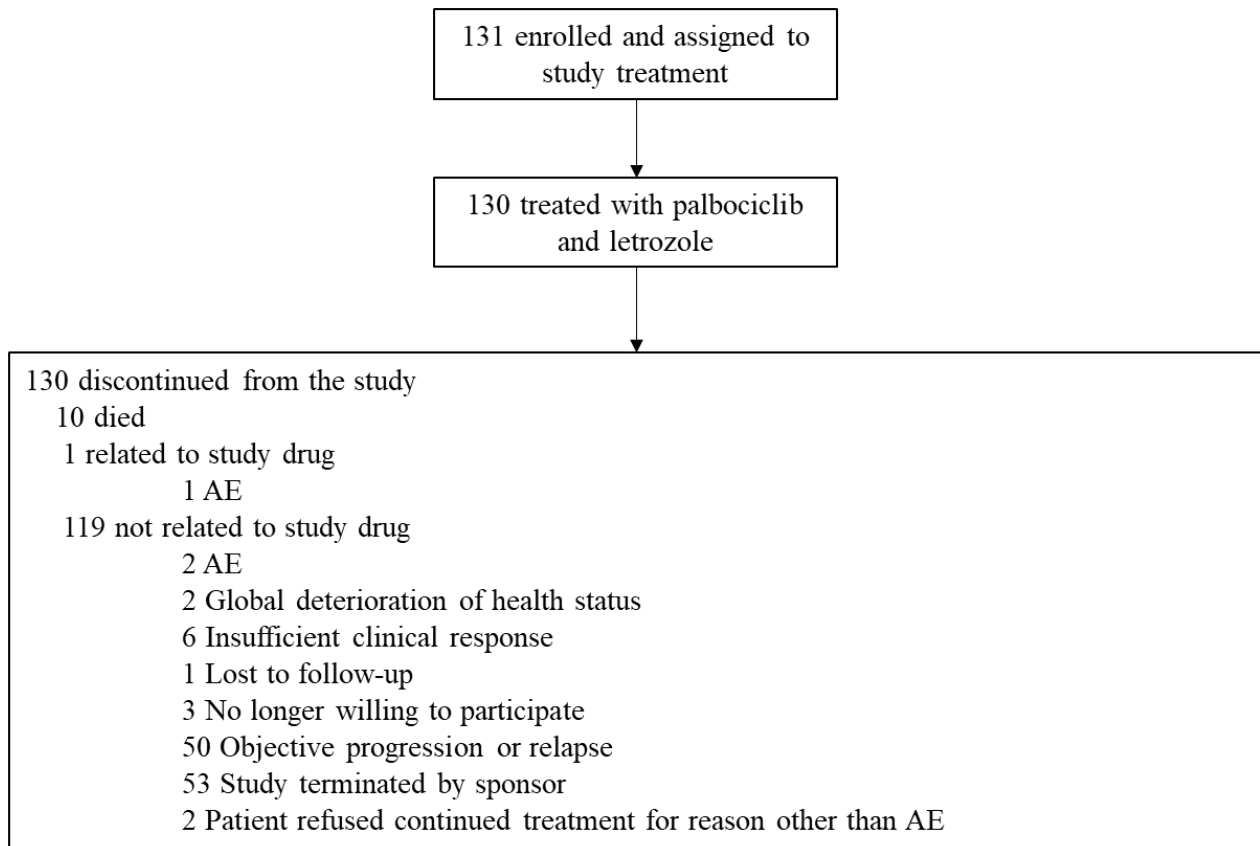 131 enrolled and assigned to
study treatment
130 treated with palbociclib
and letrozole
130 discontinued from the study
10 died
1 related to study drug
1 AE
119 not related to study drug
2 AE
2 Global deterioration of health status
6 Insufficient clinical response
1 Lost to follow-up
3 No longer willing to participate
50 Objective progression or relapse
53 Study terminated by sponsor
2 Patient refused continued treatment for reason other than AE